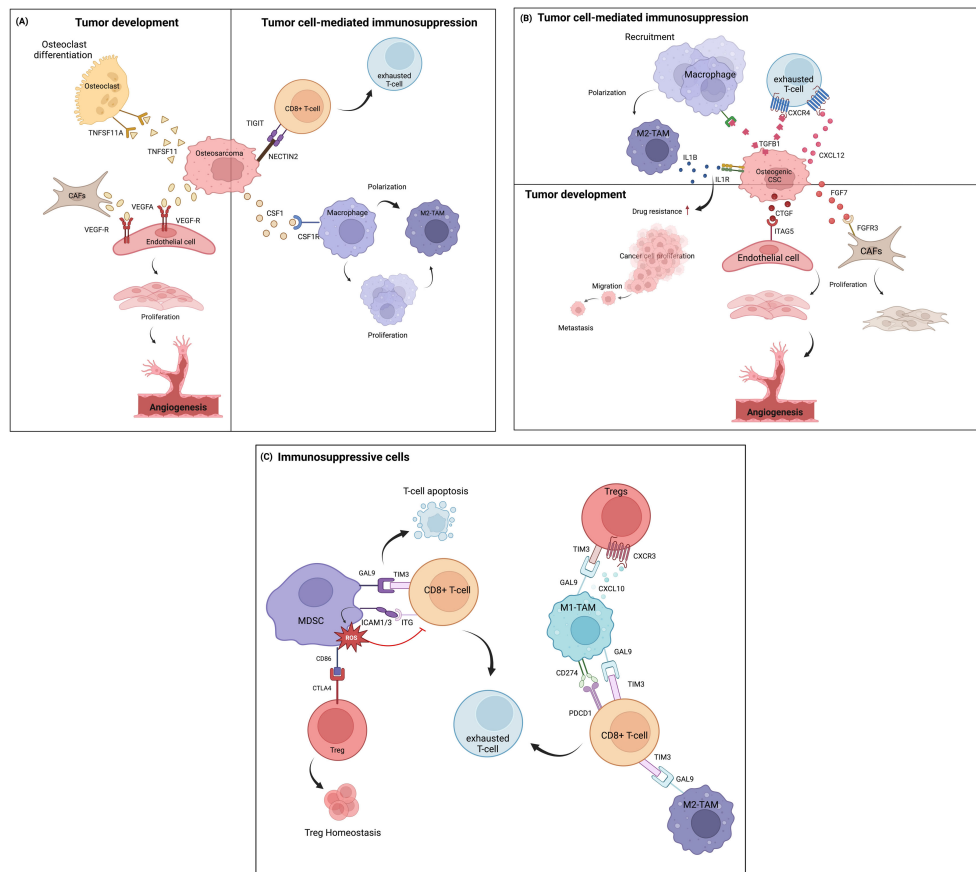 (A)
Tumor development
Tumor cell-mediated immunosuppression
Osteoclast
differentiation
Osteoclast
TNFSF11A
TNFSF11
Osteosarcoma
CAFs
VEGFA
VEGF-R
VEGF-R
Endothelial cell
Proliferation
Angiogenesis
CD8+ T-cell
exhausted
T-cell
TIGIT
NECTIN2
CSF1
CSF1R
Macrophage
Polarization
M2-TAM
Proliferation
(B) Tumor cell-mediated immunosuppression
Recruitment
Macrophage
exhausted
T-cell
CXCR4
Polarization
M2-TAM
TGFB1
CXCL12
IL1B
IL1R
Osteogenic
CSC
Tumor development
Drug resistance
FGF7
CTGF
FGFR3
ITAG5
Endothelial cell
CAFs
Cancer cell proliferation
Migration
Metastasis
Proliferation
Angiogenesis
(C) Immunosuppressive cells
T-cell apoptosis
Tregs
TIM3
CXCR3
GAL9
CXCL10
GAL9
TIM3
CD8+ T-cell
MDSC
ICAM1/3
ITG
ROS
M1-TAM
CD86
CTLA4
Treg
Treg Homeostasis
exhausted
T-cell
GAL9
CD274
TIM3
PDCD1
CD8+ T-cell
TIM3
GAL9
M2-TAM